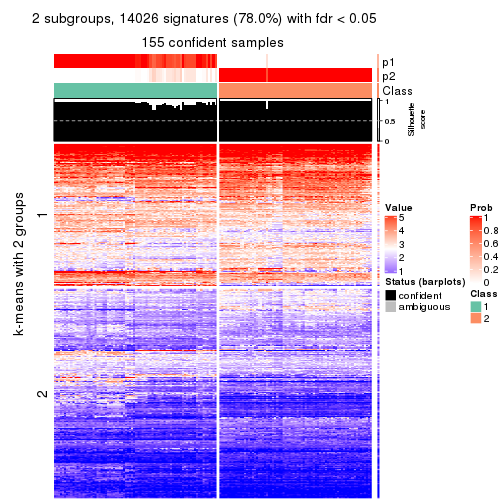 2 subgroups, 14026 signatures (78.0%) with fdr < 0.05
155 confident samples
p1
p2
Class
1
0.5
0
Silhouette
score
k-means with 2 groups
1
2
Value
5
4
3
2
1
Status (barplots)
confident
ambiguous
Prob
1
0.8
0.6
0.4
0.2
0
Class
1
2